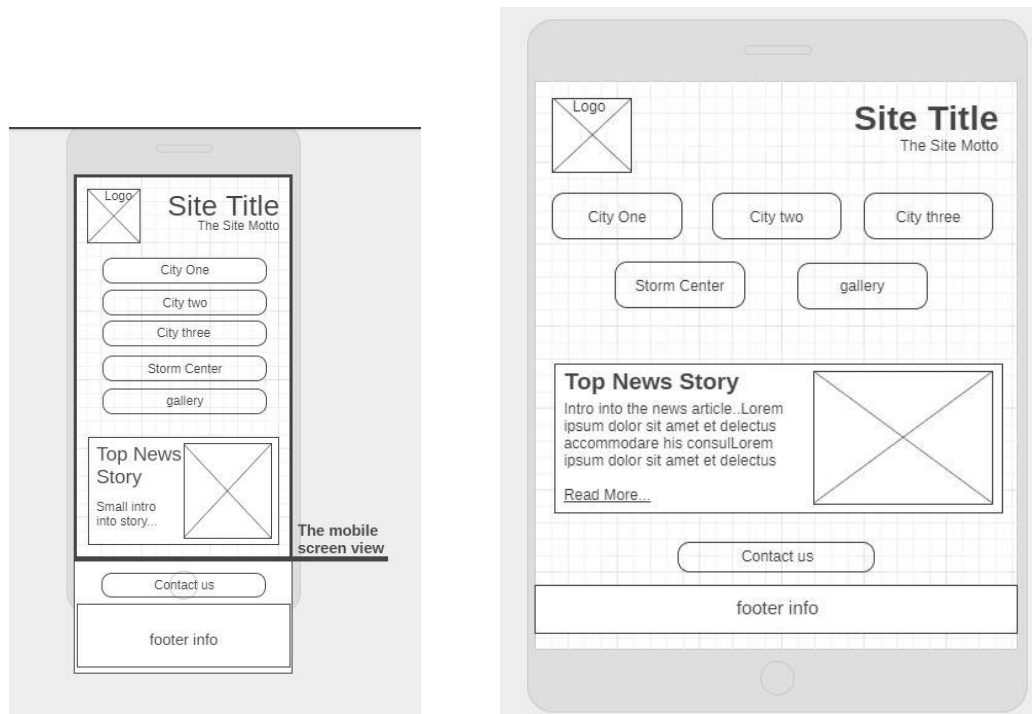 Logo
Site Title
The Site Motto
City One
City two
City three
Storm Center
gallery
Top News
Story
Small intro
into story...
The mobile
screen view
Contact us
footer info
Logo
Site Title
The Site Motto
City One
City two
City three
Storm Center
gallery
Top News Story
Intro into the news article..Lorem
ipsum dolor sit amet et delectus
accommodare his consulLorem
ipsum dolor sit amet et delectus
Read More...
Contact us
footer info